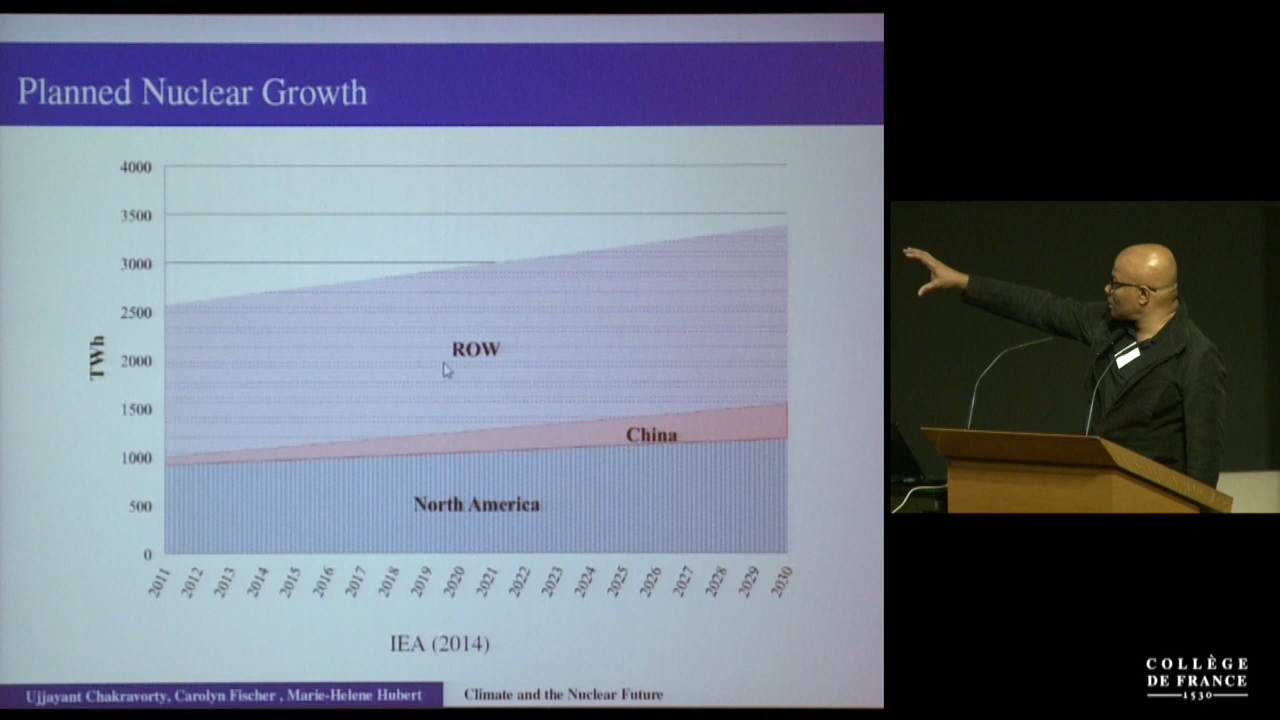 Planned Nuclear Growth
4000
3500
3000
2500
2000
1500
1000
500
0
TWh
ROW
China
North America
2011 2012 2013 2014 2015 2016 2017 2018 2019 2020 2021 2022 2023 2024 2025 2026 2027 2028 2029 2030
IEA (2014)
Ujjayant Chakravorty, Carolyn Fischer , Marie-Helene Hubert
Climate and the Nuclear Future
COLLÈGE
DE FRANCE
1530